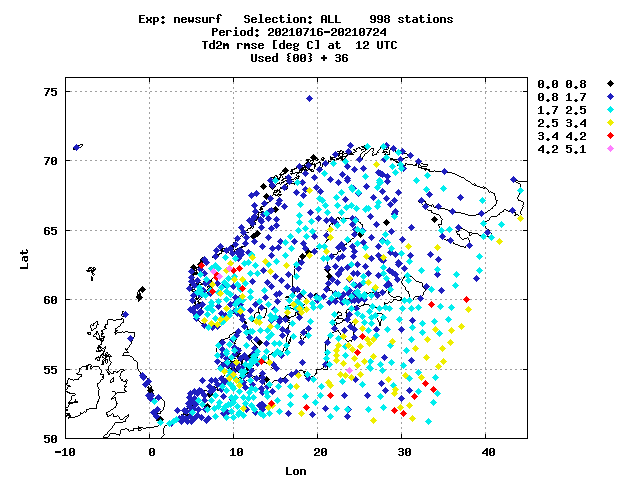 Exp: newsurf   Selection: ALL    998 stations
Period: 20210716-20210724
Td2m rmse [deg C] at  12 UTC
Used {00} + 36
0.0 0.8
0.8 1.7
1.7 2.5
2.5 3.4
3.4 4.2
4.2 5.1
75
70
65
60
55
50
Lat
-10 0 10 20 30 40
Lon